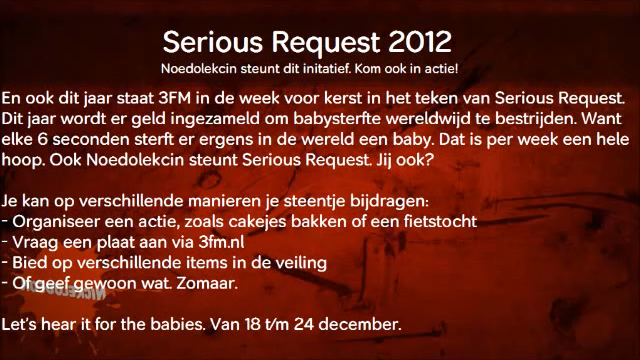 Serious Request 2012
Noedolekcin steunt dit initatief. Kom ook in actie!
En ook dit jaar staat 3FM in de week voor kerst in het teken van Serious Request.
Dit jaar wordt er geld ingezameld om babysterfte wereldwijd te bestrijden. Want
elke 6 seconden sterft er ergens in de wereld een baby. Dat is per week een hele
hoop. Ook Noedolekcin steunt Serious Request. Jij ook?
Je kan op verschillende manieren je steentje bijdragen:
- Organiseer een actie, zoals cakejes bakken of een fietstocht
- Vraag een plaat aan via 3fm.nl
- Bied op verschillende items in de veiling
- Of geef gewoon wat. Zomaar.
Let's hear it for the babies. Van 18 t/m 24 december.